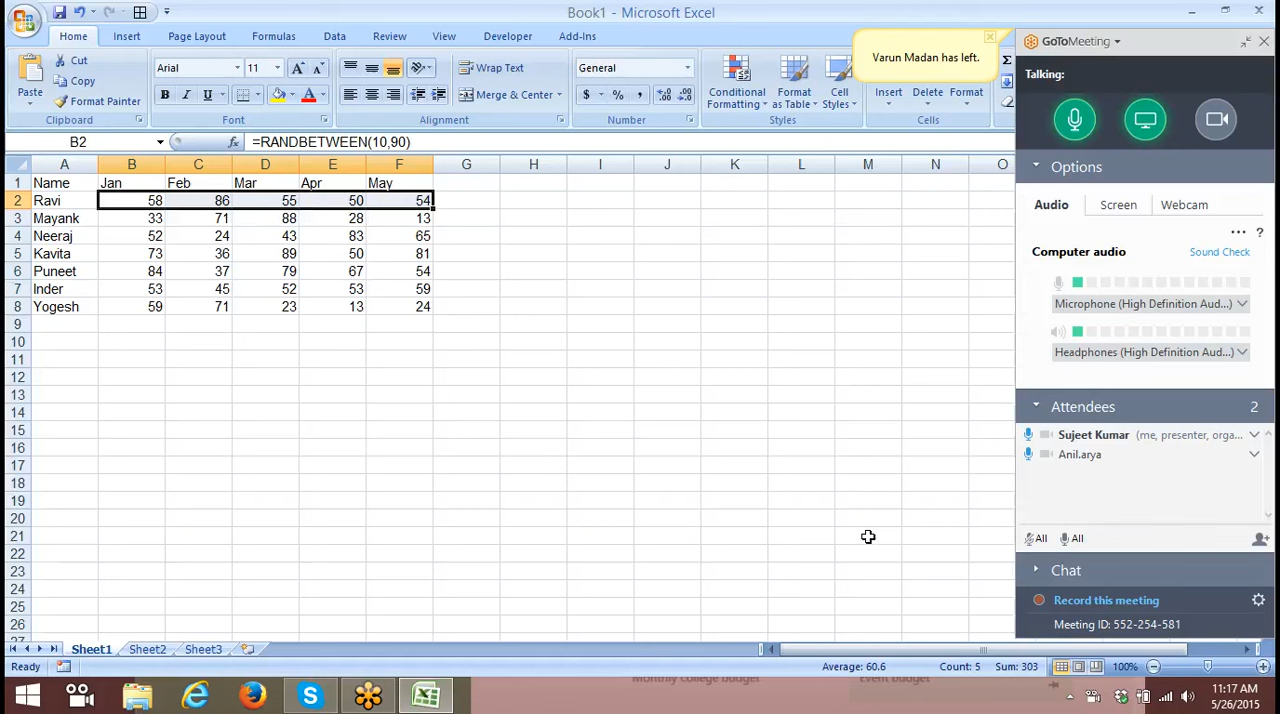 Book1 - Microsoft Excel
Home Insert Page Layout Formulas Data Review View Developer Add-Ins
Paste Cut Copy Format Painter Clipboard
Arial 11 A A B I U A Font
Wrap Text Merge & Center Alignment
General $ % , Number
Conditional Formatting Format as Table Cell Styles Styles
Insert Delete Format Cells
Σ
Varun Madan has left.
B2 fx =RANDBETWEEN(10,90)
A B C D E F G H I J K L M N O
1 Name Jan Feb Mar Apr May
2 Ravi 58 86 55 50 54
3 Mayank 33 71 88 28 13
4 Neeraj 52 24 43 83 65
5 Kavita 73 36 89 50 81
6 Puneet 84 37 79 67 54
7 Inder 53 45 52 53 59
8 Yogesh 59 71 23 13 24
9
10
11
12
13
14
15
16
17
18
19
20
21
22
23
24
25
26
27
Sheet1 Sheet2 Sheet3
Ready Average: 60.6 Count: 5 Sum: 303 100%
GoToMeeting
Talking:
Options
Audio Screen Webcam
... ?
Computer audio Sound Check
Microphone (High Definition Aud...)
Headphones (High Definition Aud...)
Attendees 2
Sujeet Kumar (me, presenter, orga...
Anil.arya
All All
Chat
Record this meeting
Meeting ID: 552-254-581
Monthly college budget Event budget
11:17 AM
5/26/2015